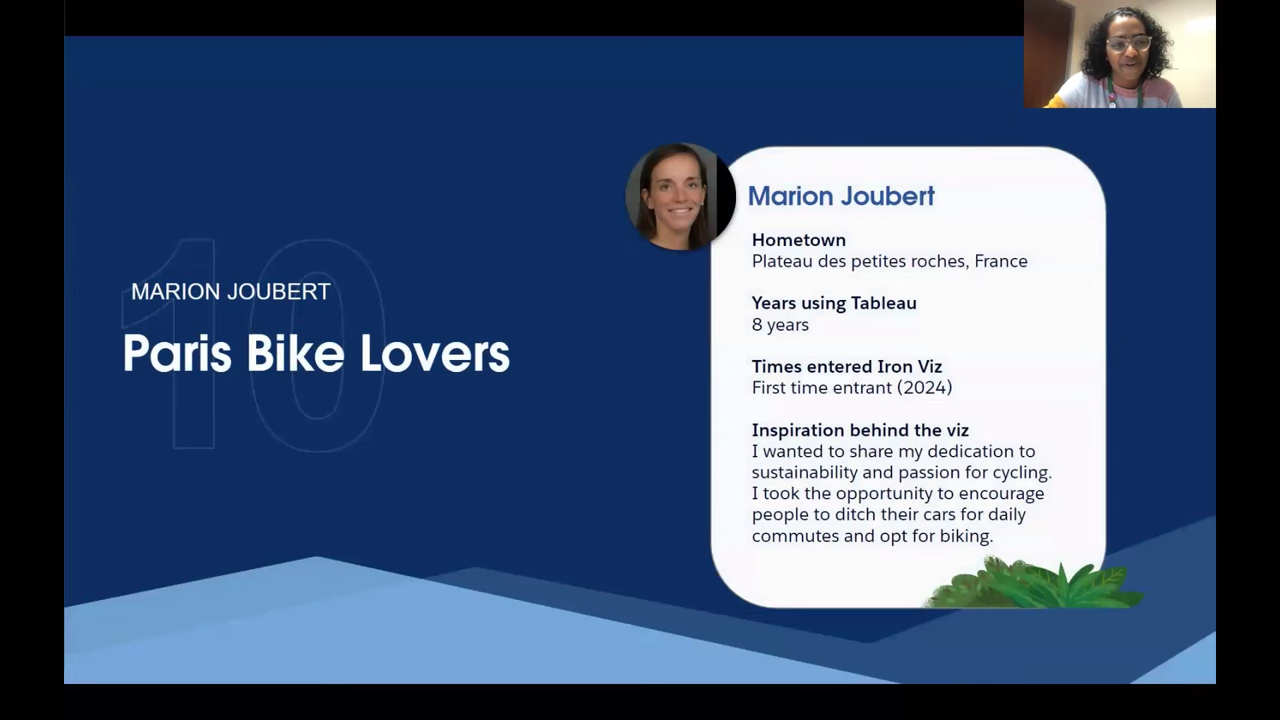 10
MARION JOUBERT
Paris Bike Lovers
Marion Joubert
Hometown
Plateau des petites roches, France
Years using Tableau
8 years
Times entered Iron Viz
First time entrant (2024)
Inspiration behind the viz
I wanted to share my dedication to
sustainability and passion for cycling.
I took the opportunity to encourage
people to ditch their cars for daily
commutes and opt for biking.